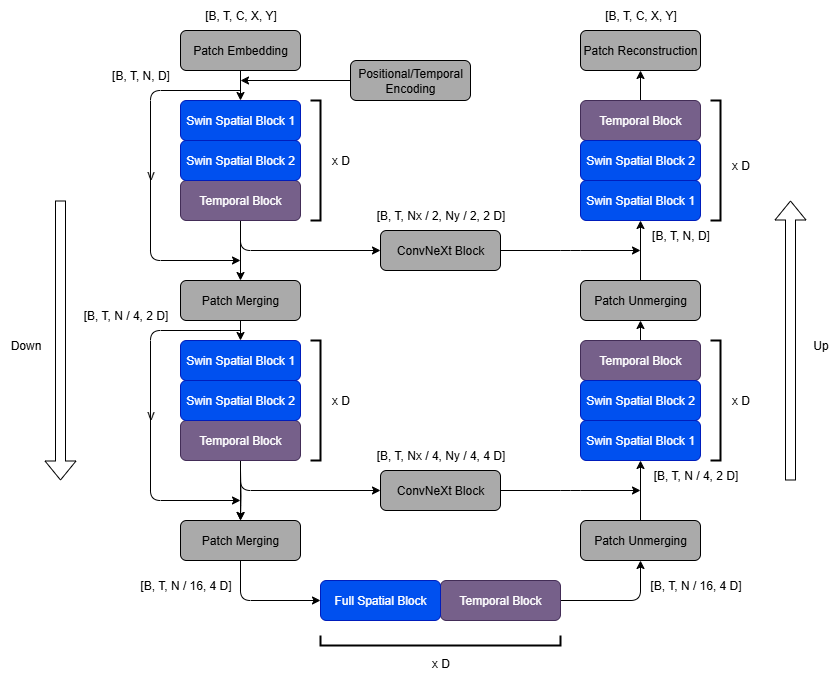 [B, T, C, X, Y]
[B, T, C, X, Y]
Patch Embedding
Patch Reconstruction
[B, T, N, D]
Positional/Temporal
Encoding
Swin Spatial Block 1
Swin Spatial Block 2
Temporal Block
x D
Temporal Block
Swin Spatial Block 2
Swin Spatial Block 1
x D
[B, T, Nx / 2, Ny / 2, 2 D]
ConvNeXt Block
[B, T, N, D]
Patch Merging
Patch Unmerging
[B, T, N / 4, 2 D]
Down
Up
Swin Spatial Block 1
Swin Spatial Block 2
Temporal Block
x D
Temporal Block
Swin Spatial Block 2
Swin Spatial Block 1
x D
[B, T, Nx / 4, Ny / 4, 4 D]
ConvNeXt Block
[B, T, N / 4, 2 D]
Patch Merging
Patch Unmerging
[B, T, N / 16, 4 D]
[B, T, N / 16, 4 D]
Full Spatial Block
Temporal Block
x D